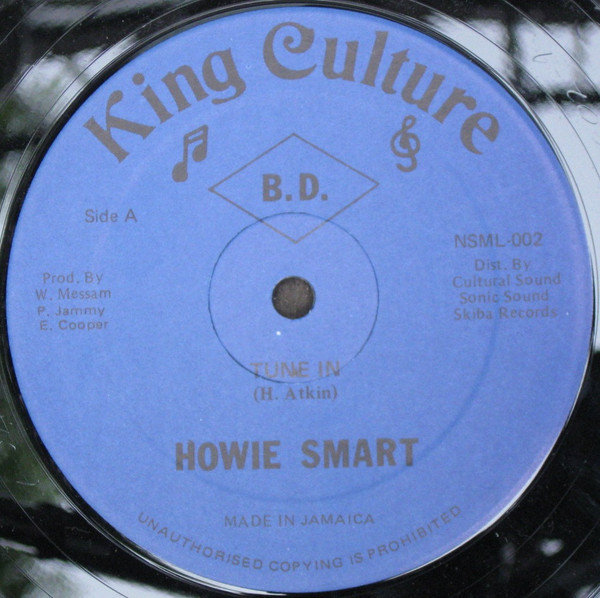 King Culture
B.D.
Side A
NSML-002
Prod. By
W. Messam
P. Jammy
E. Cooper
Dist. By
Cultural Sound
Sonic Sound
Skiba Records
TUNE IN
(H. Atkin)
HOWIE SMART
MADE IN JAMAICA
UNAUTHORISED COPYING IS PROHIBITED